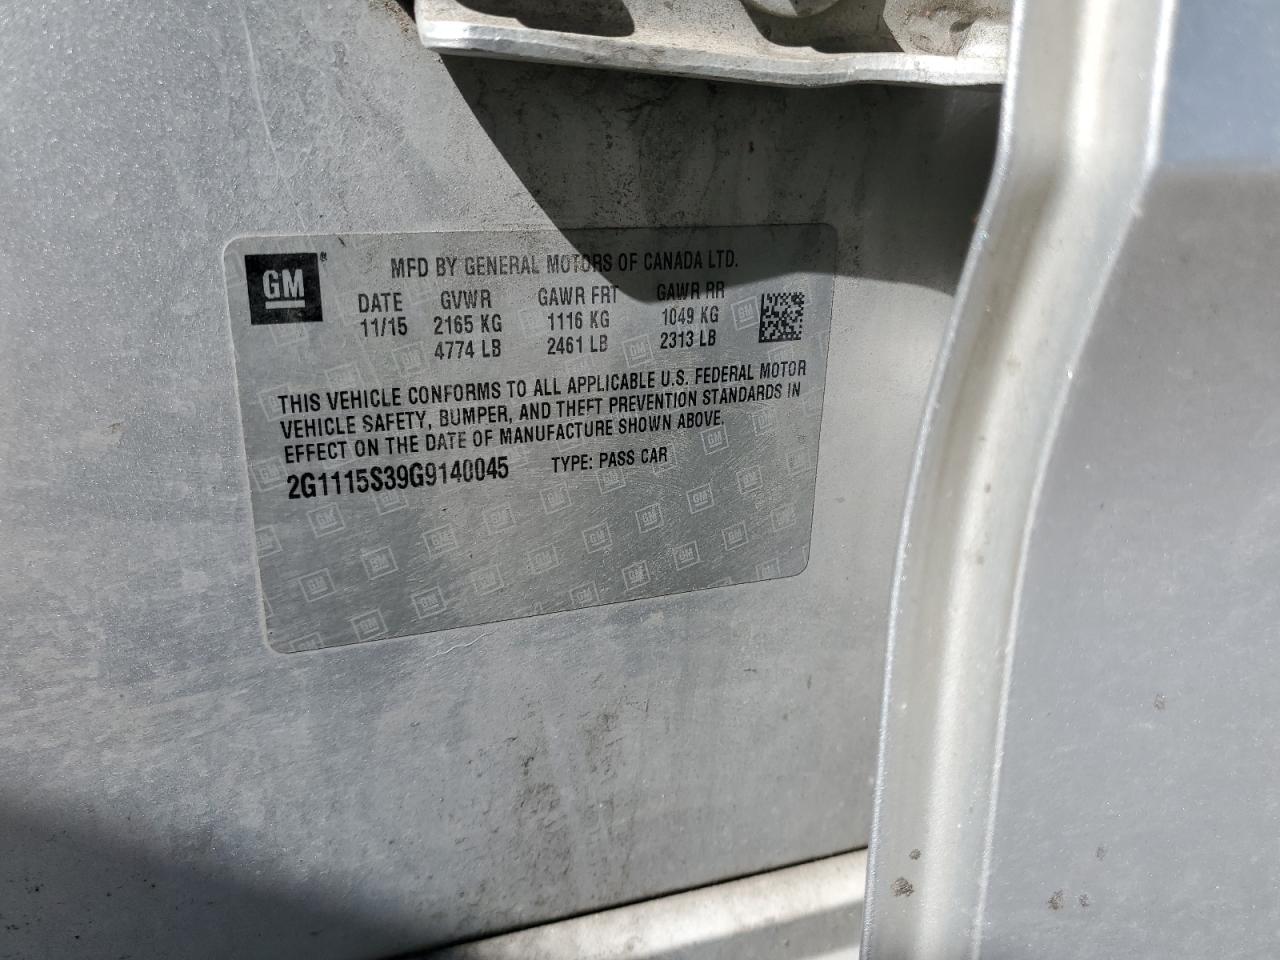 GM®
MFD BY GENERAL MOTORS OF CANADA LTD.
DATE GVWR GAWR FRT GAWR RR
11/15 2165 KG 1116 KG 1049 KG
4774 LB 2461 LB 2313 LB
THIS VEHICLE CONFORMS TO ALL APPLICABLE U.S. FEDERAL MOTOR
VEHICLE SAFETY, BUMPER, AND THEFT PREVENTION STANDARDS IN
EFFECT ON THE DATE OF MANUFACTURE SHOWN ABOVE.
2G1115S39G9140045 TYPE: PASS CAR